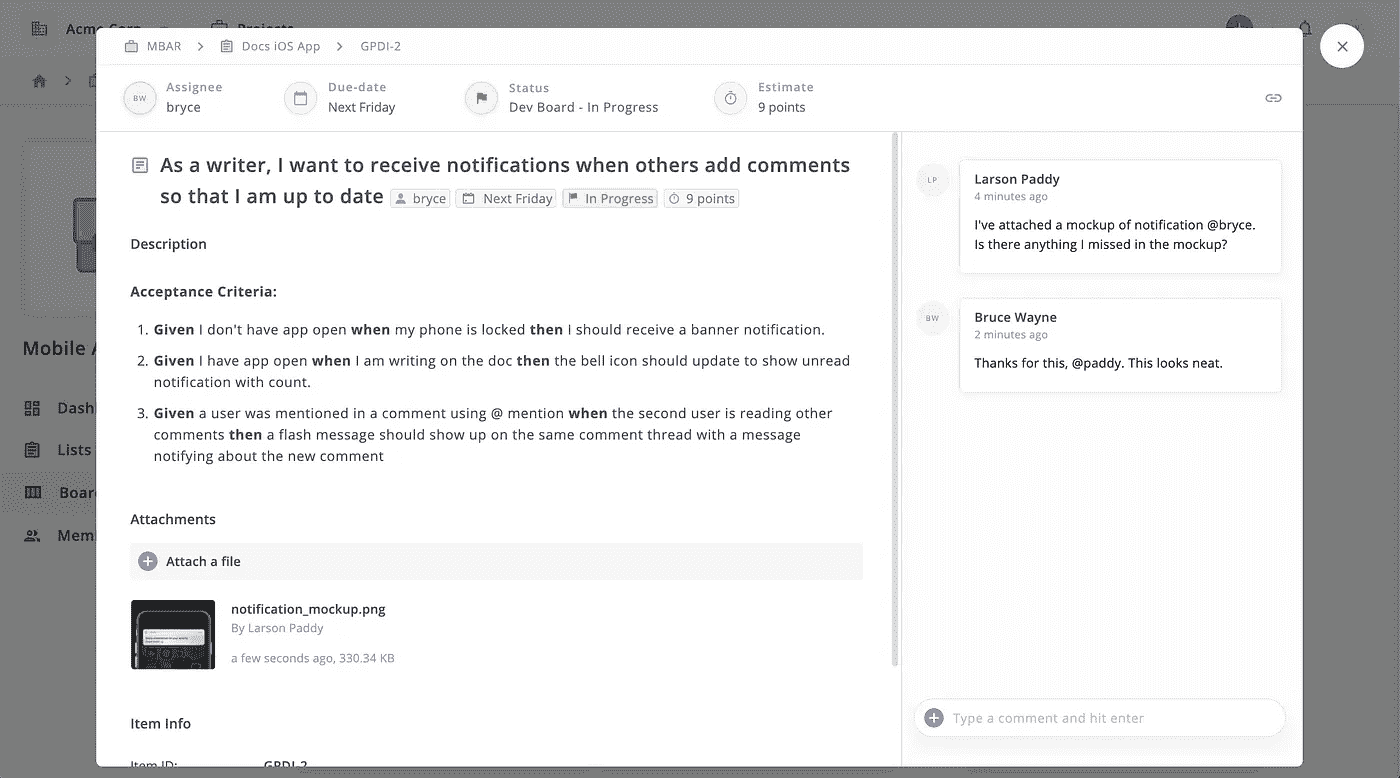 Acme Corp
Projects
MBAR
Docs iOS App
GPDI-2
BW
Assignee
bryce
Due-date
Next Friday
Status
Dev Board - In Progress
Estimate
9 points
As a writer, I want to receive notifications when others add comments
so that I am up to date bryce Next Friday In Progress 9 points
Description
Acceptance Criteria:
1. Given I don't have app open when my phone is locked then I should receive a banner notification.
2. Given I have app open when I am writing on the doc then the bell icon should update to show unread
notification with count.
3. Given a user was mentioned in a comment using @ mention when the second user is reading other
comments then a flash message should show up on the same comment thread with a message
notifying about the new comment
Attachments
Attach a file
notification_mockup.png
By Larson Paddy
a few seconds ago, 330.34 KB
Item Info
Item ID: GPDI-2
LP
Larson Paddy
4 minutes ago
I've attached a mockup of notification @bryce.
Is there anything I missed in the mockup?
BW
Bruce Wayne
2 minutes ago
Thanks for this, @paddy. This looks neat.
Type a comment and hit enter
Mobile A
Dash
Lists
Boar
Mem